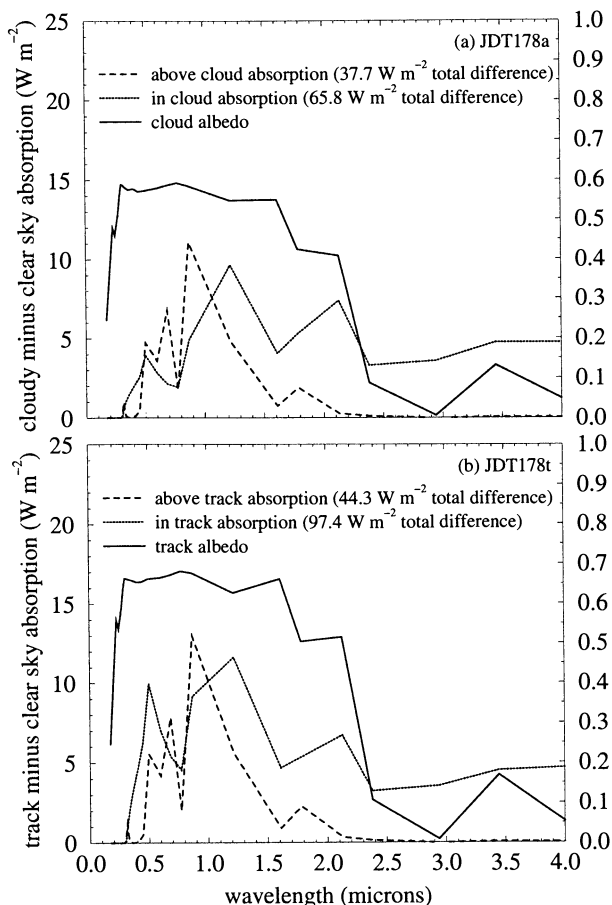 cloudy minus clear sky absorption (W m⁻²)
25
20
15
10
5
0
(a) JDT178a
above cloud absorption (37.7 W m⁻² total difference)
in cloud absorption (65.8 W m⁻² total difference)
cloud albedo
1.0
0.9
0.8
0.7
0.6
0.5
0.4
0.3
0.2
0.1
0.0
track minus clear sky absorption (W m⁻²)
25
20
15
10
5
0
(b) JDT178t
above track absorption (44.3 W m⁻² total difference)
in track absorption (97.4 W m⁻² total difference)
track albedo
1.0
0.9
0.8
0.7
0.6
0.5
0.4
0.3
0.2
0.1
0.0
0.0 0.5 1.0 1.5 2.0 2.5 3.0 3.5 4.0
wavelength (microns)